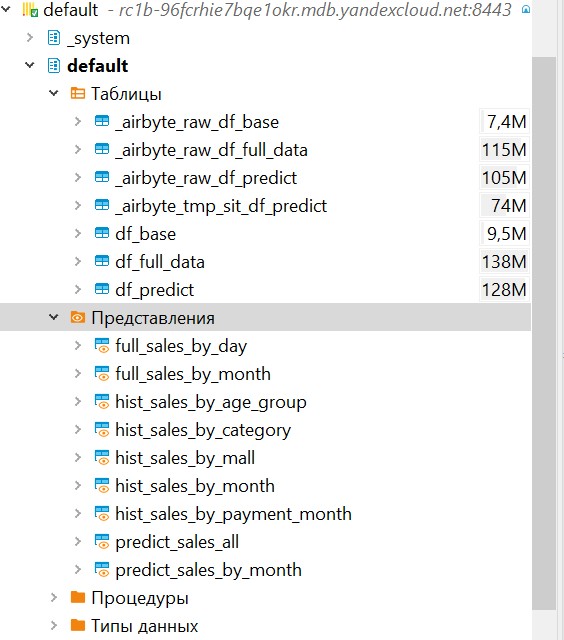 default - rc1b-96fcrhie7bqe1okr.mdb.yandexcloud.net:8443
_system
default
Таблицы
_airbyte_raw_df_base 7,4M
_airbyte_raw_df_full_data 115M
_airbyte_raw_df_predict 105M
_airbyte_tmp_sit_df_predict 74M
df_base 9,5M
df_full_data 138M
df_predict 128M
Представления
full_sales_by_day
full_sales_by_month
hist_sales_by_age_group
hist_sales_by_category
hist_sales_by_mall
hist_sales_by_month
hist_sales_by_payment_month
predict_sales_all
predict_sales_by_month
Процедуры
Типы данных